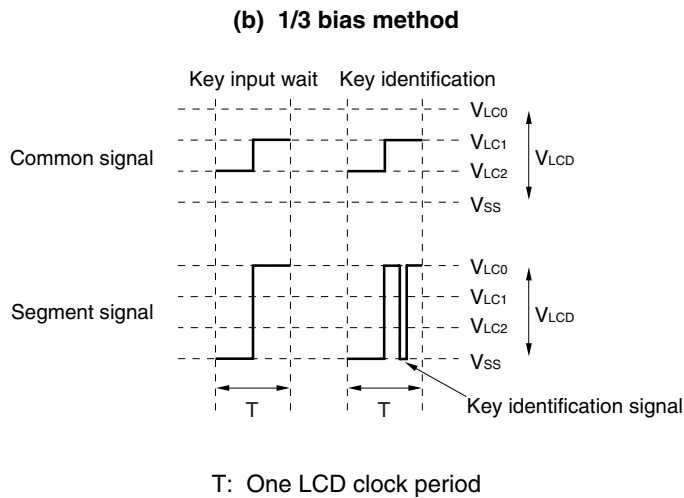 (b) 1/3 bias method
Key input wait Key identification
VLC0
Common signal
VLC1
VLCD
VLC2
VSS
VLC0
VLC1
Segment signal
VLCD
VLC2
VSS
T T
Key identification signal
T: One LCD clock period